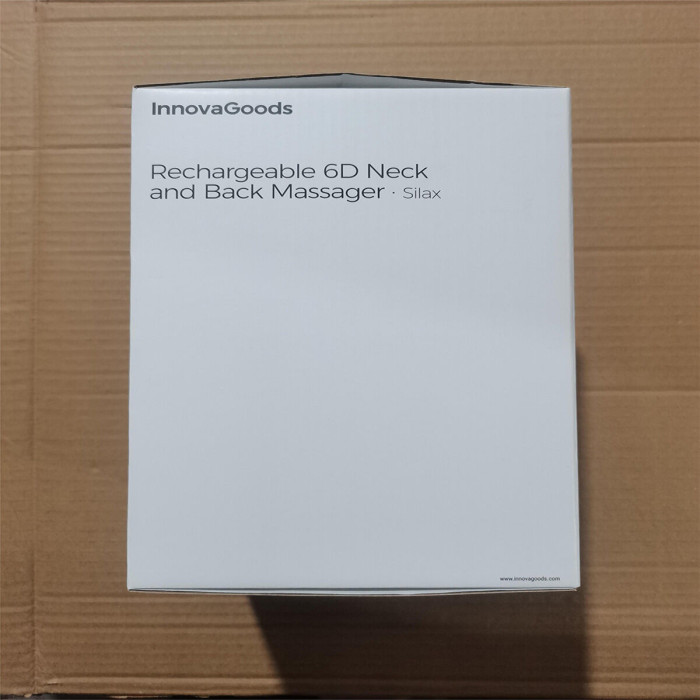 InnovaGoods
Rechargeable 6D Neck
and Back Massager · Silax
www.innovagoods.com